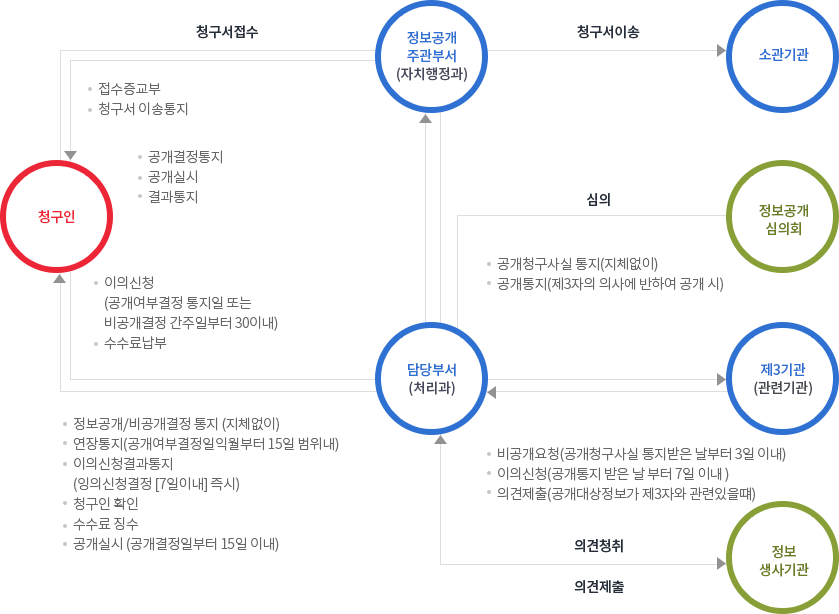 청구서접수
정보공개
주관부서
(자치행정과)
청구서이송
소관기관
접수증교부
청구서 이송통지
공개결정통지
공개실시
결과통지
청구인
심의
정보공개
심의회
공개청구사실 통지(지체없이)
공개통지(제3자의 의사에 반하여 공개 시)
이의신청
(공개여부결정 통지일 또는
비공개결정 간주일부터 30이내)
수수료납부
담당부서
(처리과)
제3기관
(관련기관)
정보공개/비공개결정 통지 (지체없이)
연장통지(공개여부결정일익월부터 15일 범위내)
이의신청결과통지
(잉의신청결정 [7일이내] 즉시)
청구인 확인
수수료 징수
공개실시 (공개결정일부터 15일 이내)
비공개요청(공개청구사실 통지받은 날부터 3일 이내)
이의신청(공개통지 받은 날 부터 7일 이내 )
의견제출(공개대상정보가 제3자와 관련있을떄)
의견청취
의견제출
정보
생사기관